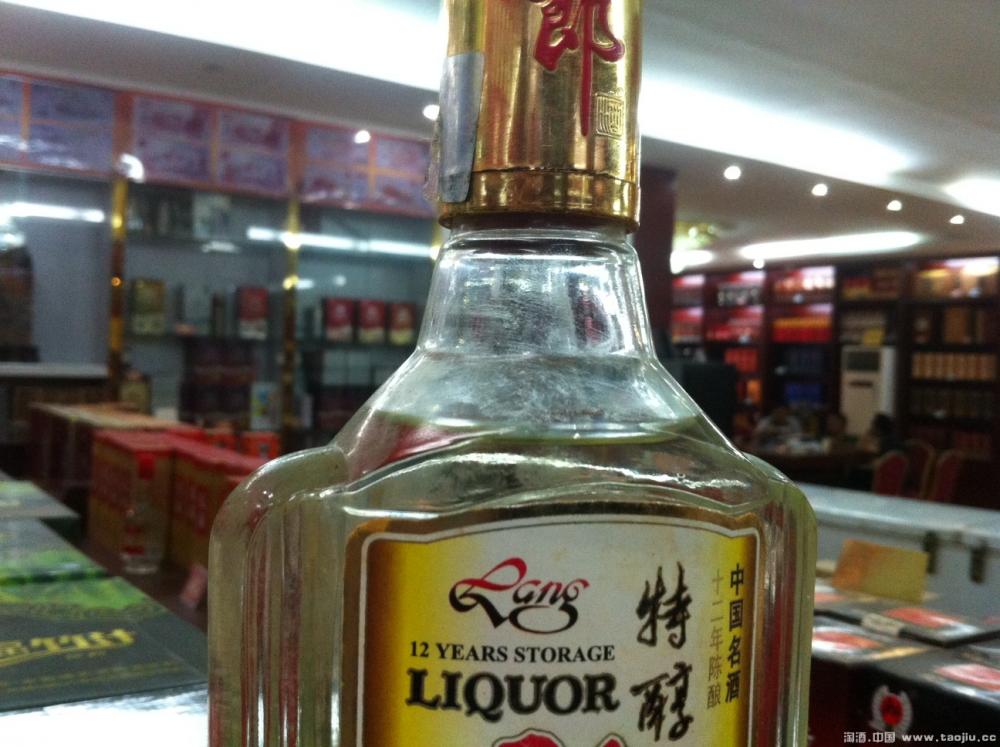 郎
酒
Lang
12 YEARS STORAGE
LIQUOR
特醇
中国名酒
十二年陈酿
淘酒.中国 www.taojiu.cc